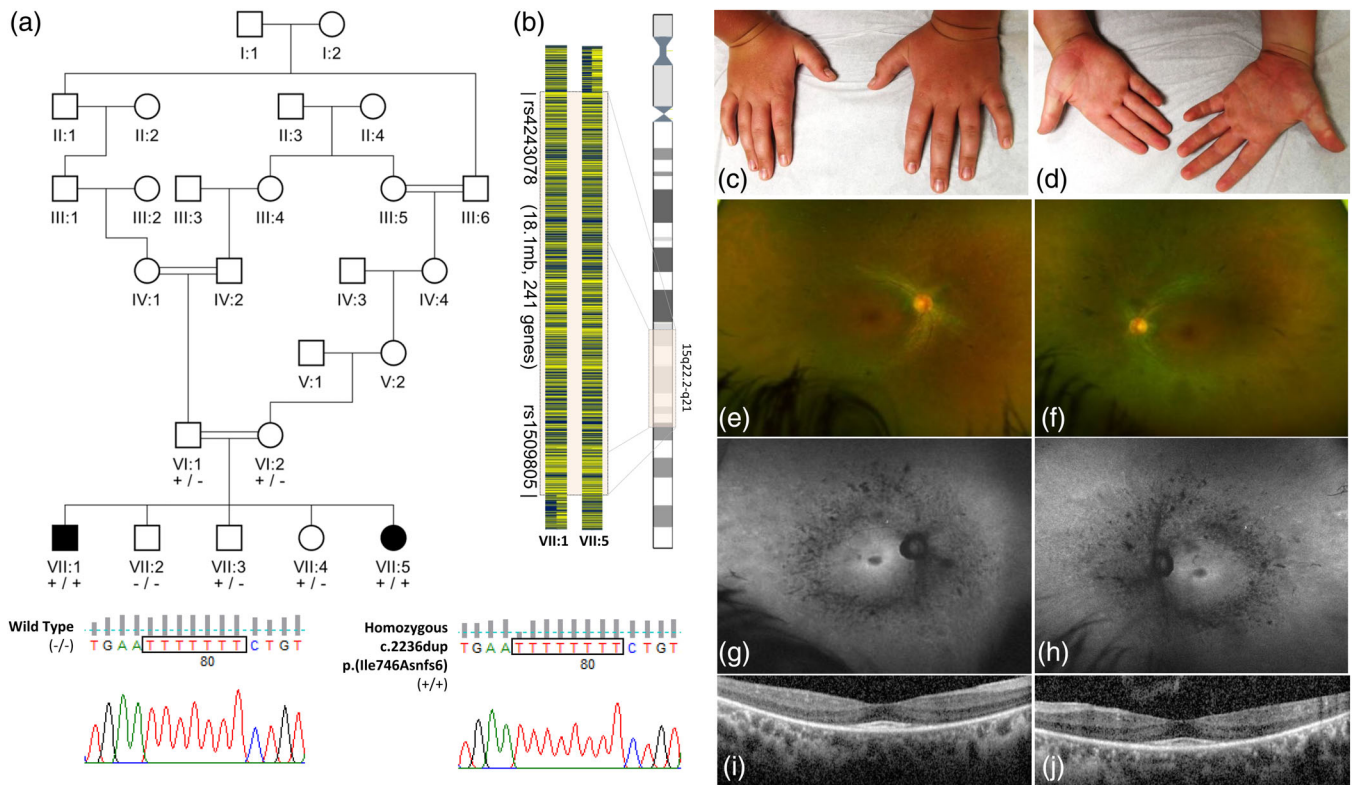 (a)
I:1 I:2
II:1 II:2 II:3 II:4
III:1 III:2 III:3 III:4 III:5 III:6
IV:1 IV:2 IV:3 IV:4
V:1 V:2
VI:1 VI:2
+ / - + / -
VII:1 VII:2 VII:3 VII:4 VII:5
+ / + - / - + / - + / - + / +
Wild Type
(-/-)
TGAATTTTTTTCTGT
80
Homozygous
c.2236dup
p.(Ile746Asnfs6)
(+/+)
TGAATTTTTTTTCTGT
80
(b)
| rs4243078 (18.1mb, 241 genes) rs1509805 |
15q22.2-q21
VII:1 VII:5
(c)
(d)
(e)
(f)
(g)
(h)
(i)
(j)